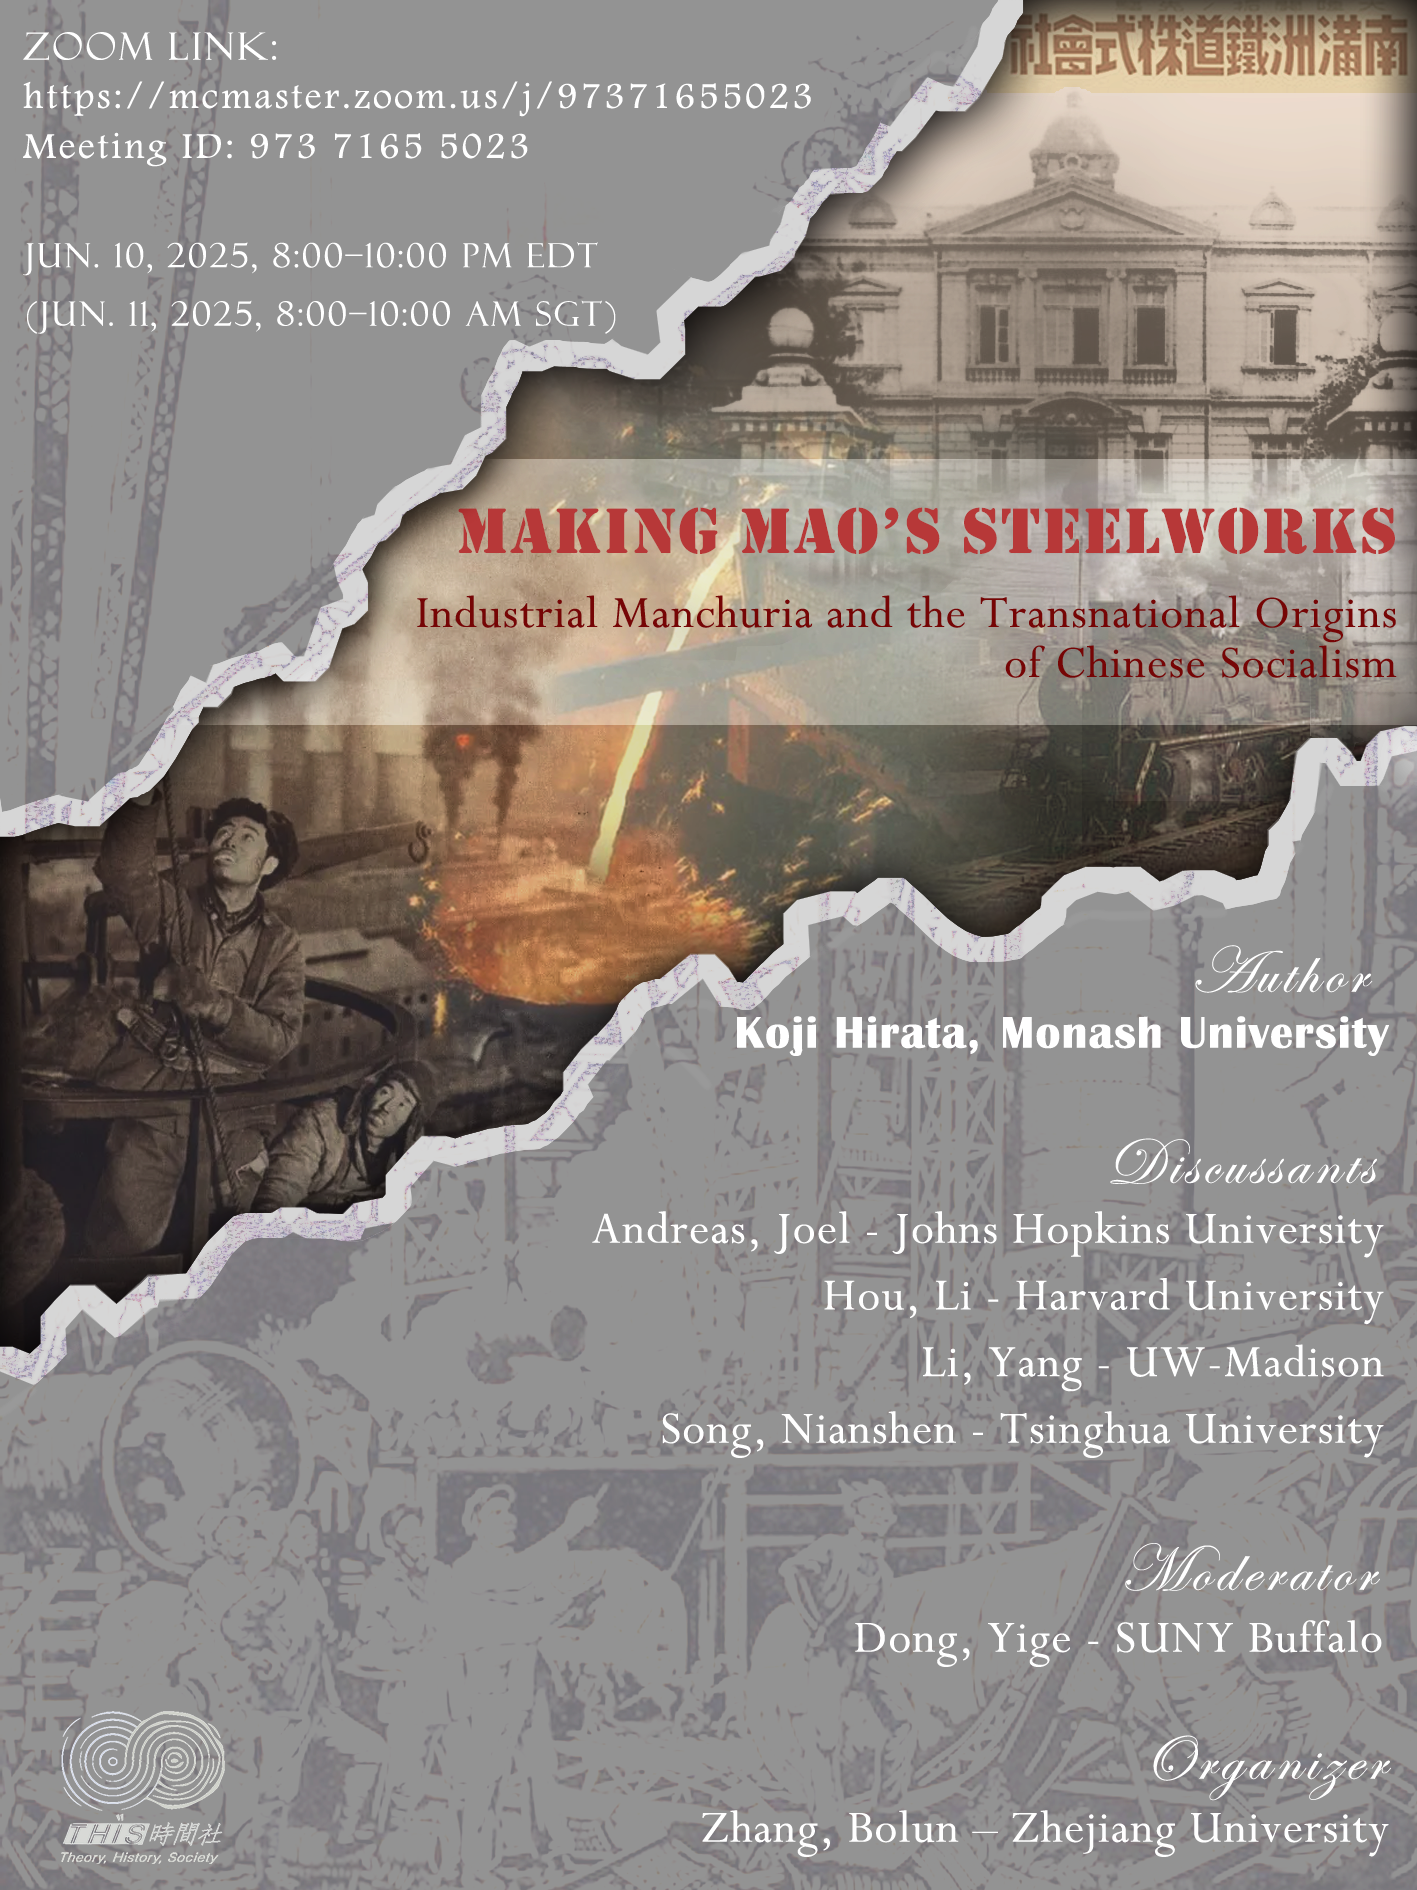 ZOOM LINK:
https://mcmaster.zoom.us/j/97371655023
Meeting ID: 973 7165 5023
JUN. 10, 2025, 8:00–10:00 PM EDT
(JUN. 11, 2025, 8:00–10:00 AM SGT)
社會式株道鐵洲滿南
MAKING MAO’S STEELWORKS
Industrial Manchuria and the Transnational Origins
of Chinese Socialism
Author
Koji Hirata, Monash University
Discussants
Andreas, Joel - Johns Hopkins University
Hou, Li - Harvard University
Li, Yang - UW-Madison
Song, Nianshen - Tsinghua University
Moderator
Dong, Yige - SUNY Buffalo
Organizer
Zhang, Bolun – Zhejiang University
THiS時間社
Theory, History, Society